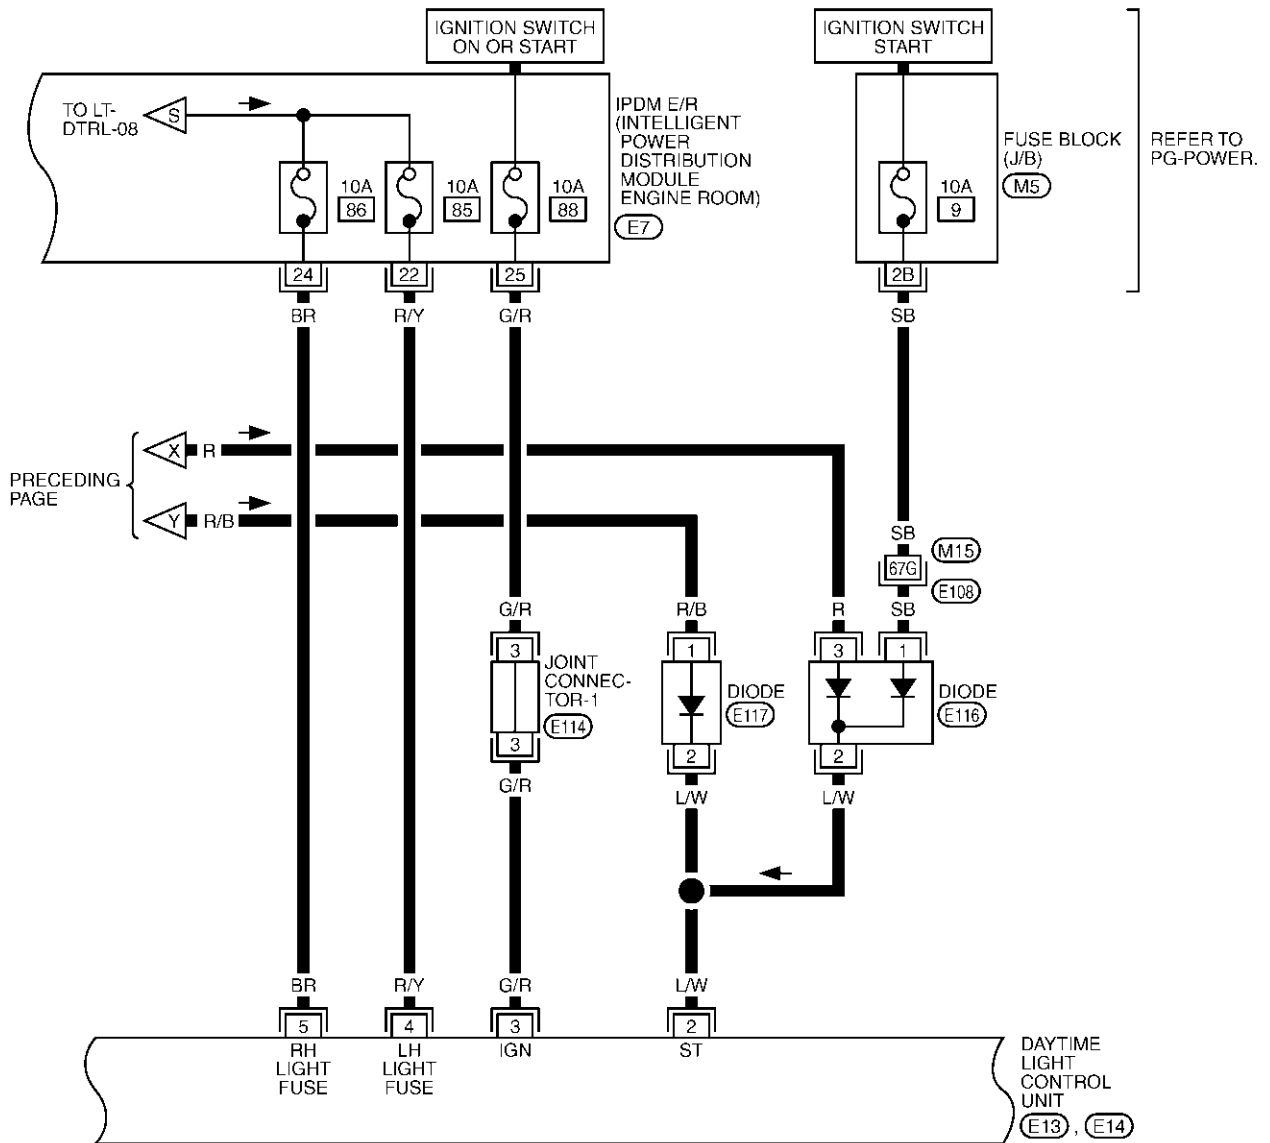 IGNITION SWITCH
ON OR START
IGNITION SWITCH
START
TO LT-
DTRL-08
S
10A
86
10A
85
10A
88
IPDM E/R
(INTELLIGENT
POWER
DISTRIBUTION
MODULE
ENGINE ROOM)
E7
10A
9
FUSE BLOCK
(J/B)
M5
REFER TO
PG-POWER.
24
22
25
2B
BR
R/Y
G/R
SB
PRECEDING
PAGE
X
R
Y
R/B
SB
M15
67G
E108
G/R
R/B
R
SB
3
1
3
1
JOINT
CONNEC-
TOR-1
E114
DIODE
E117
DIODE
E116
3
2
2
G/R
L/W
L/W
BR
R/Y
G/R
L/W
5
4
3
2
RH
LIGHT
FUSE
LH
LIGHT
FUSE
IGN
ST
DAYTIME
LIGHT
CONTROL
UNIT
E13 , E14